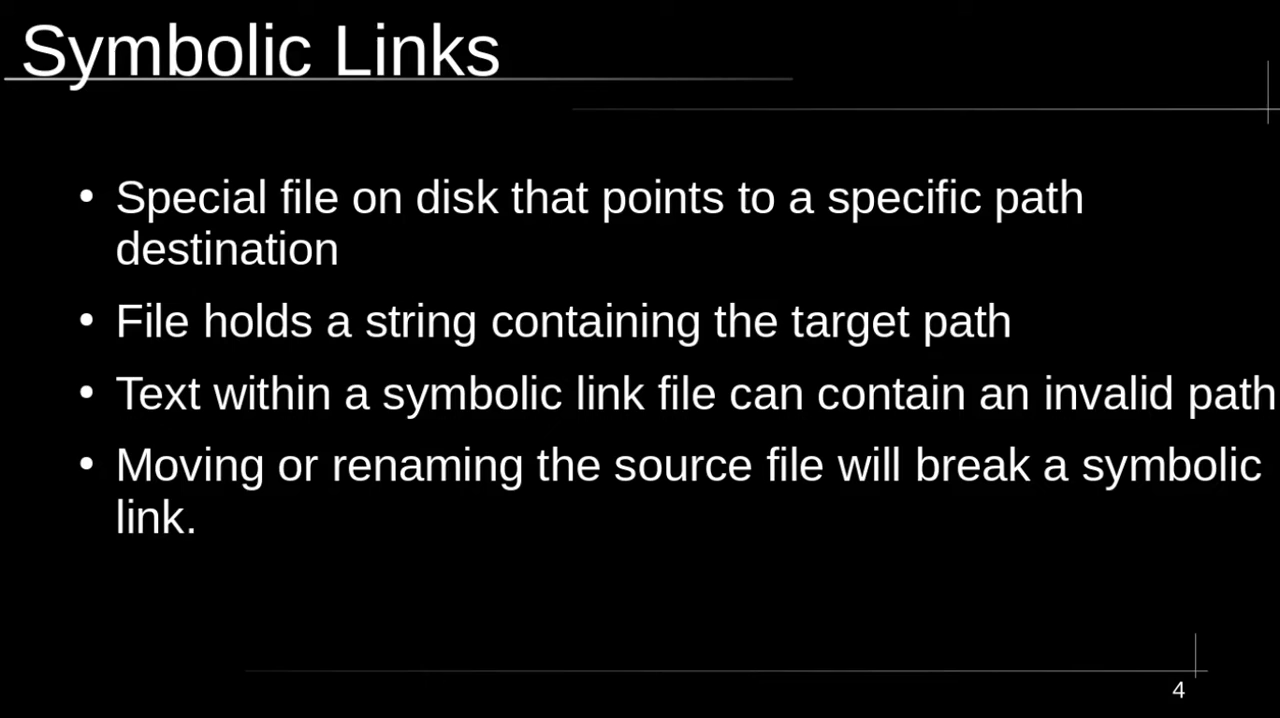 Symbolic Links
• Special file on disk that points to a specific path
destination
• File holds a string containing the target path
• Text within a symbolic link file can contain an invalid path
• Moving or renaming the source file will break a symbolic
link.
4